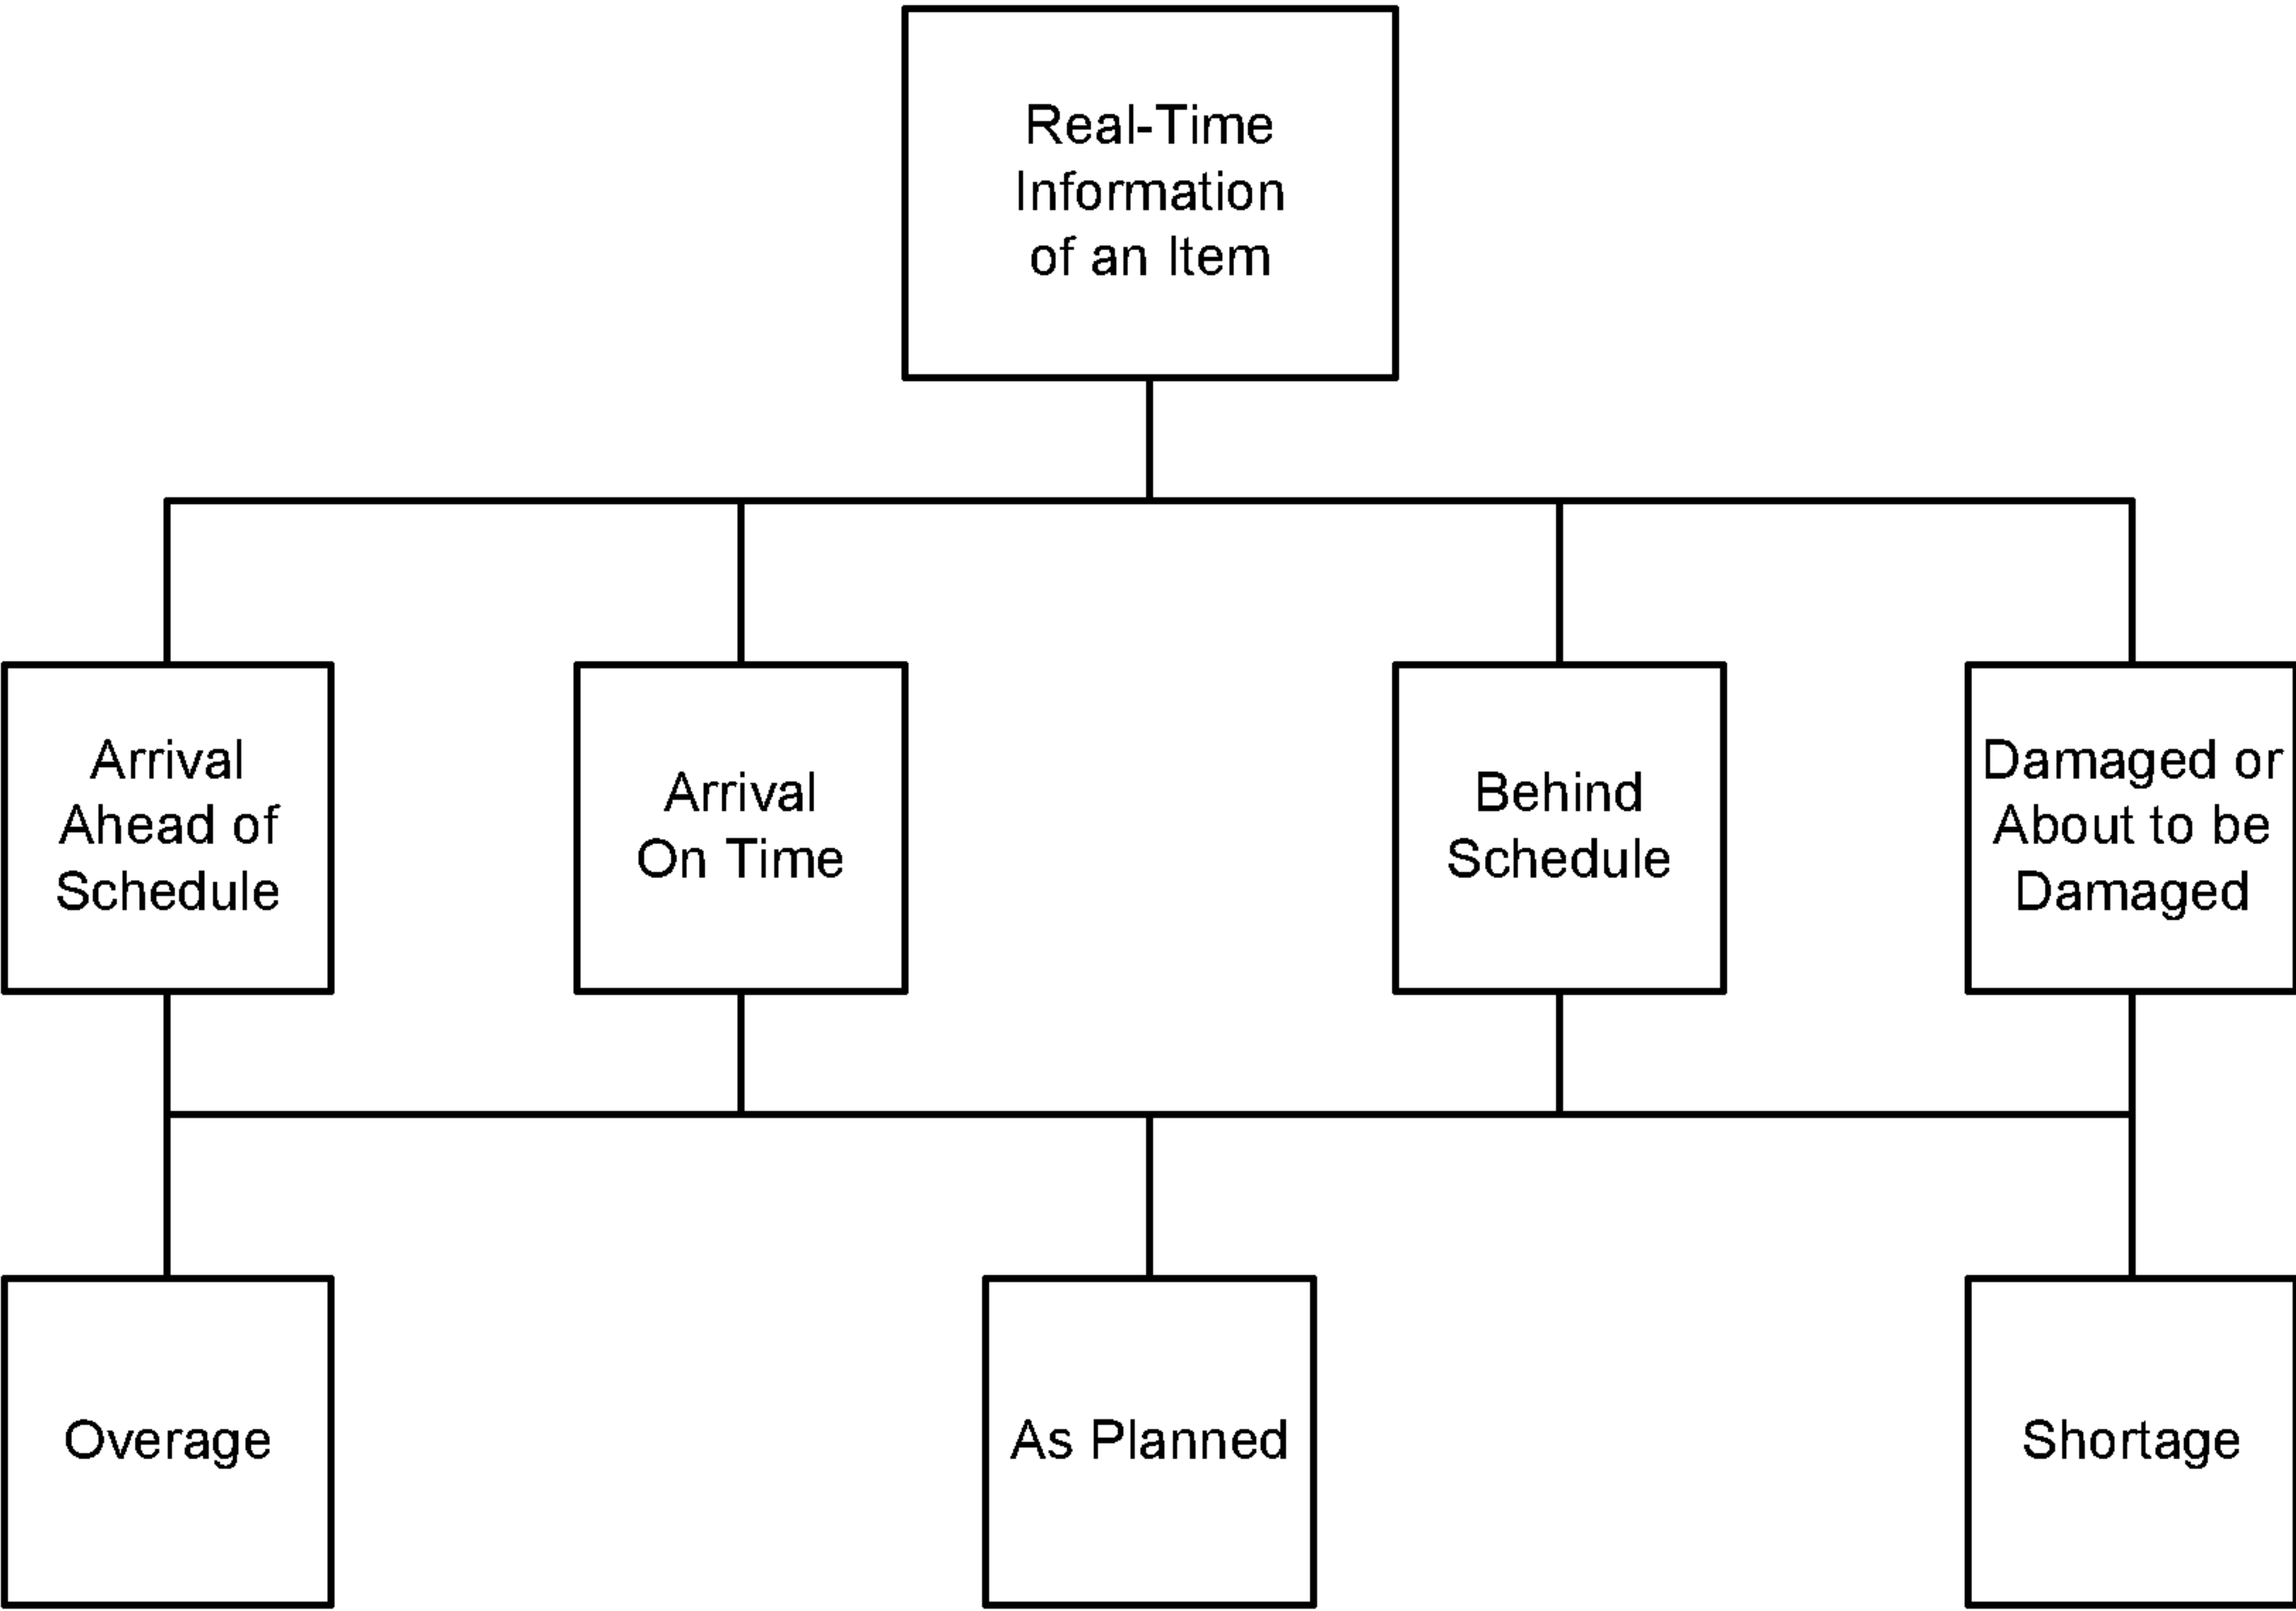 Real-Time
Information
of an Item
Arrival
Ahead of
Schedule
Arrival
On Time
Behind
Schedule
Damaged or
About to be
Damaged
Overage
As Planned
Shortage